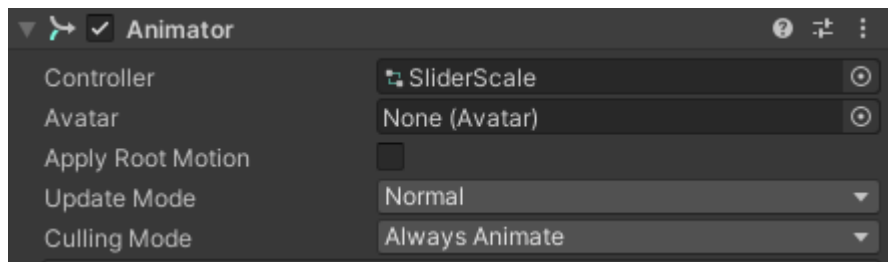 Animator
Controller SliderScale
Avatar None (Avatar)
Apply Root Motion
Update Mode Normal
Culling Mode Always Animate